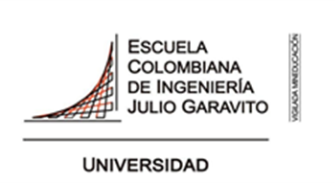 ESCUELA
COLOMBIANA
DE INGENIERÍA
JULIO GARAVITO
VIGILADA MINEDUCACIÓN
UNIVERSIDAD